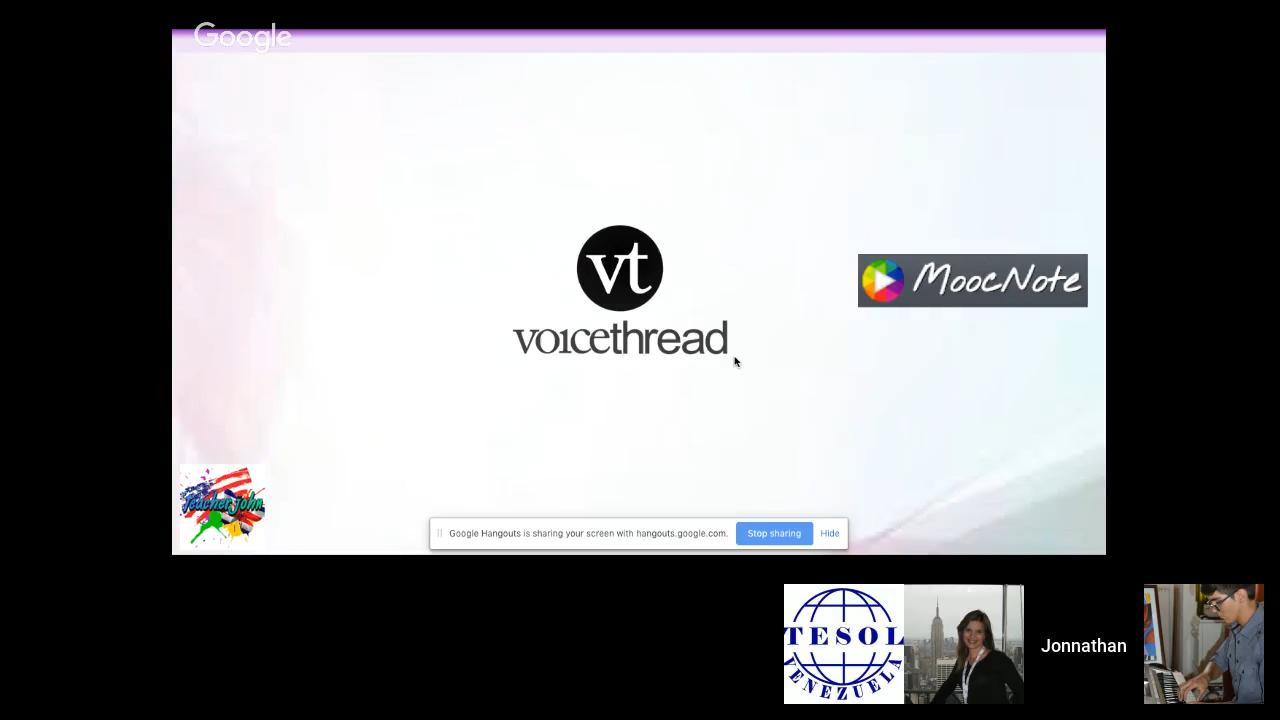 Google
vt
voicethread
MoocNote
Teacher John
Google Hangouts is sharing your screen with hangouts.google.com. Stop sharing Hide
TESOL
VENEZUELA
Jonnathan